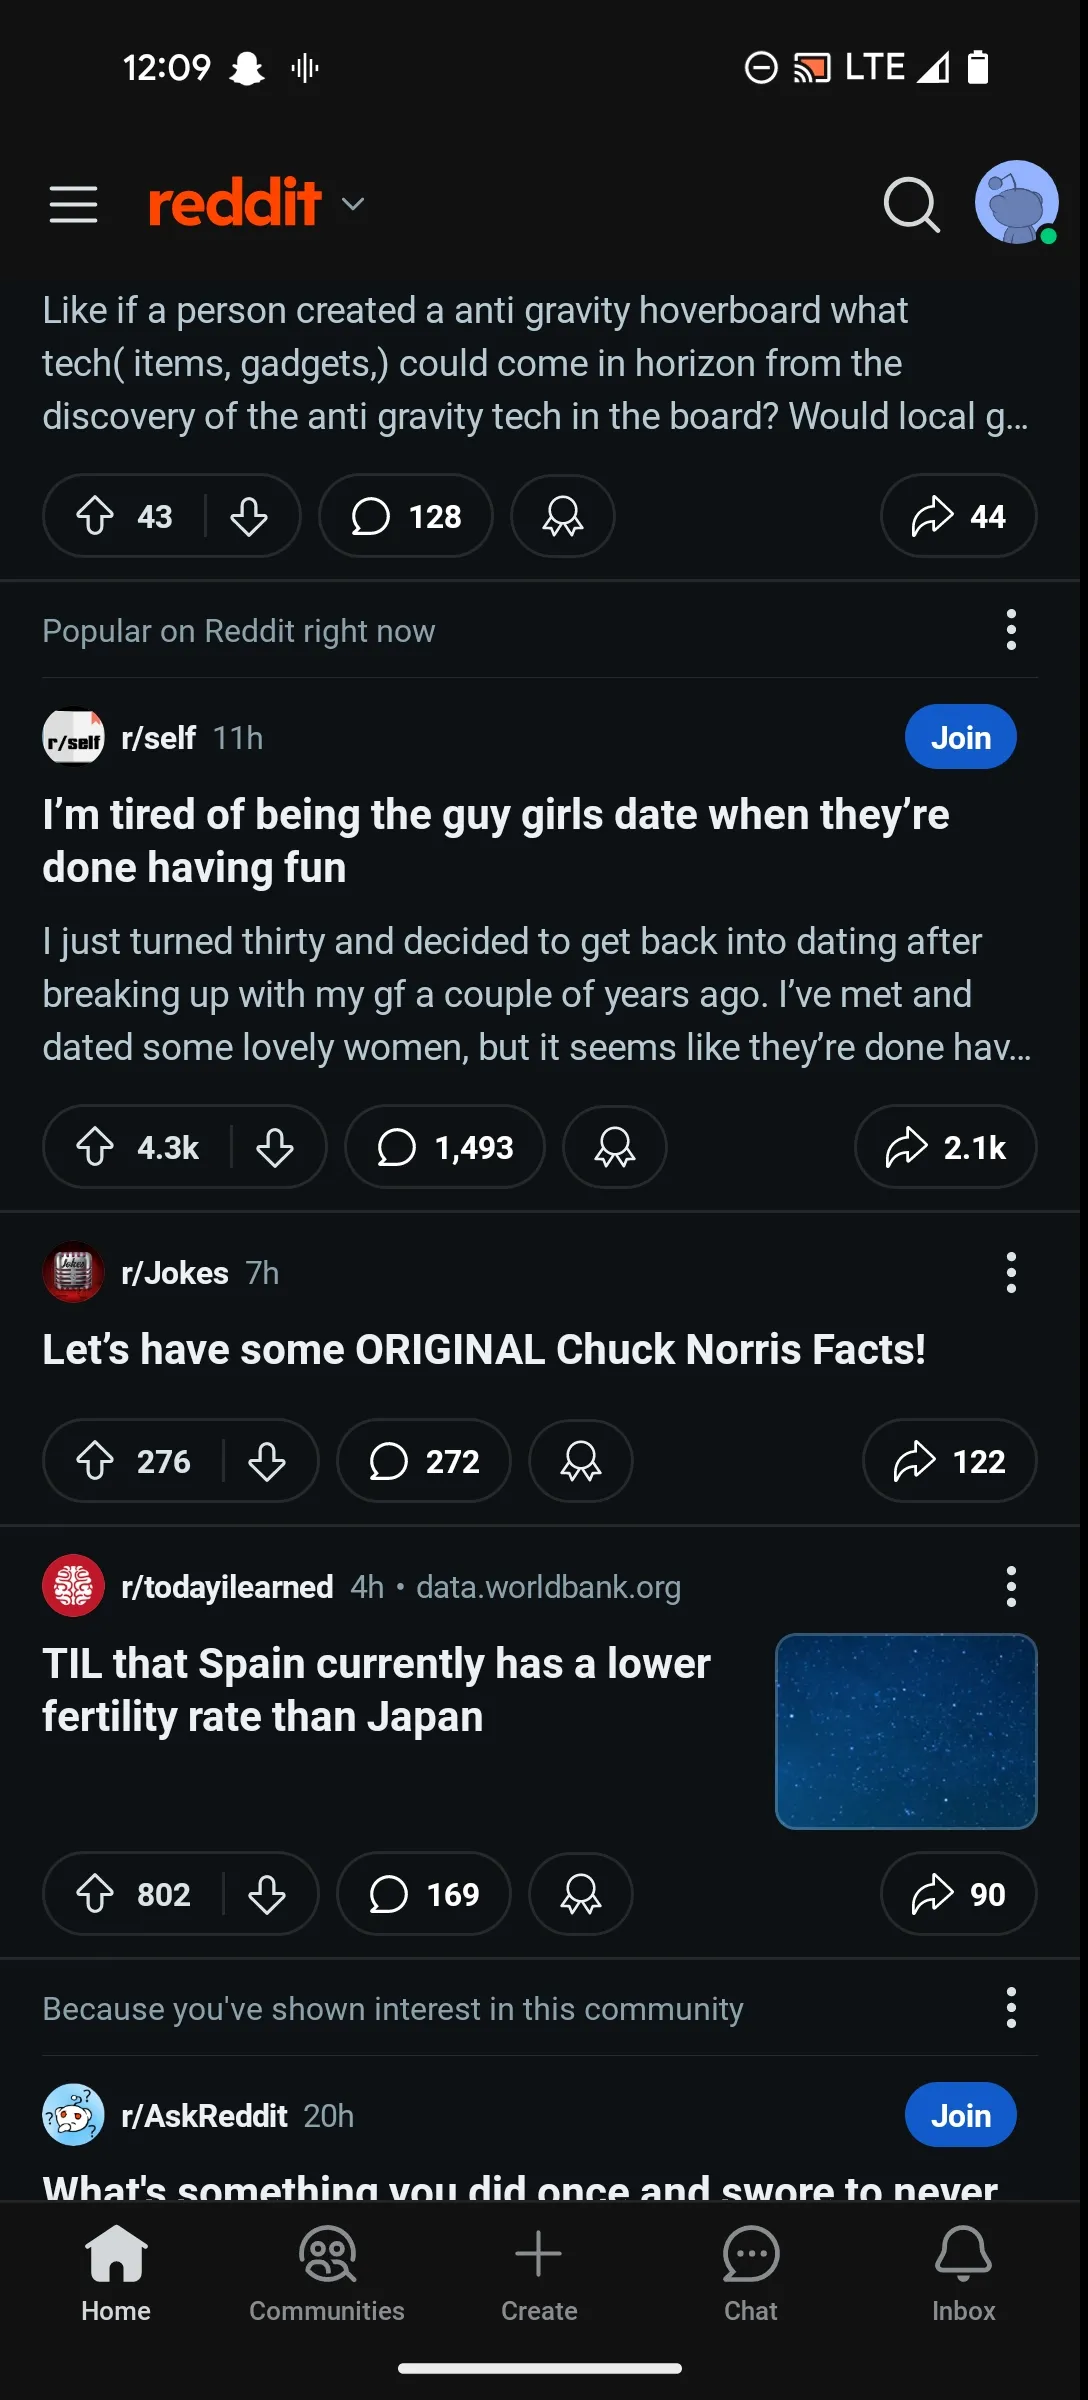 12:09
LTE
reddit
Like if a person created a anti gravity hoverboard what
tech( items, gadgets,) could come in horizon from the
discovery of the anti gravity tech in the board? Would local g…
43
128
44
Popular on Reddit right now
r/self
r/self 11h
Join
I’m tired of being the guy girls date when they’re
done having fun
I just turned thirty and decided to get back into dating after
breaking up with my gf a couple of years ago. I’ve met and
dated some lovely women, but it seems like they’re done hav…
4.3k
1,493
2.1k
Jokes
r/Jokes 7h
Let’s have some ORIGINAL Chuck Norris Facts!
276
272
122
r/todayilearned 4h • data.worldbank.org
TIL that Spain currently has a lower
fertility rate than Japan
802
169
90
Because you've shown interest in this community
r/AskReddit 20h
Join
What's something you did once and swore to never
Home
Communities
Create
Chat
Inbox